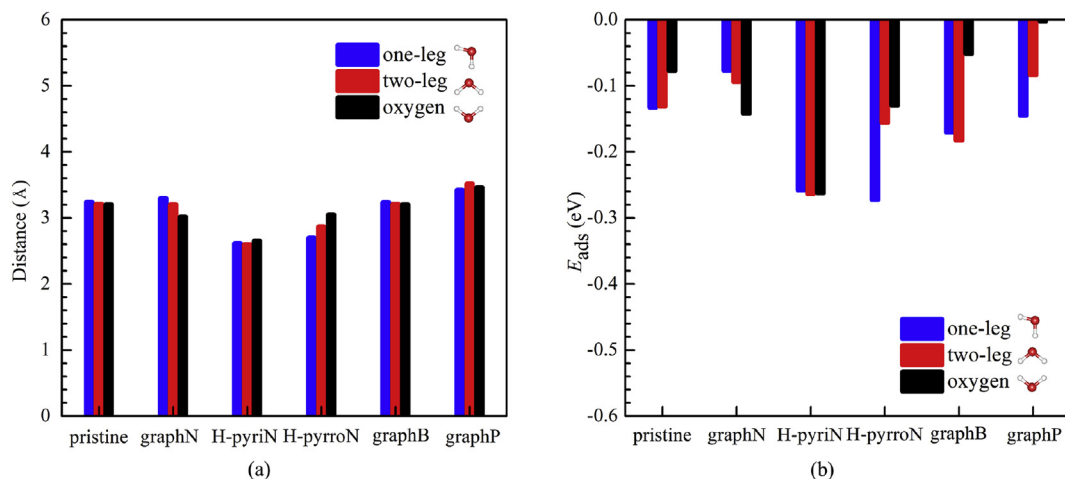 6
5
4
3
2
1
0
Distance (Å)
one-leg
two-leg
oxygen
pristine graphN H-pyriN H-pyrroN graphB graphP
(a)
0.0
-0.1
-0.2
-0.3
-0.4
-0.5
-0.6
Eads (eV)
one-leg
two-leg
oxygen
pristine graphN H-pyriN H-pyrroN graphB graphP
(b)